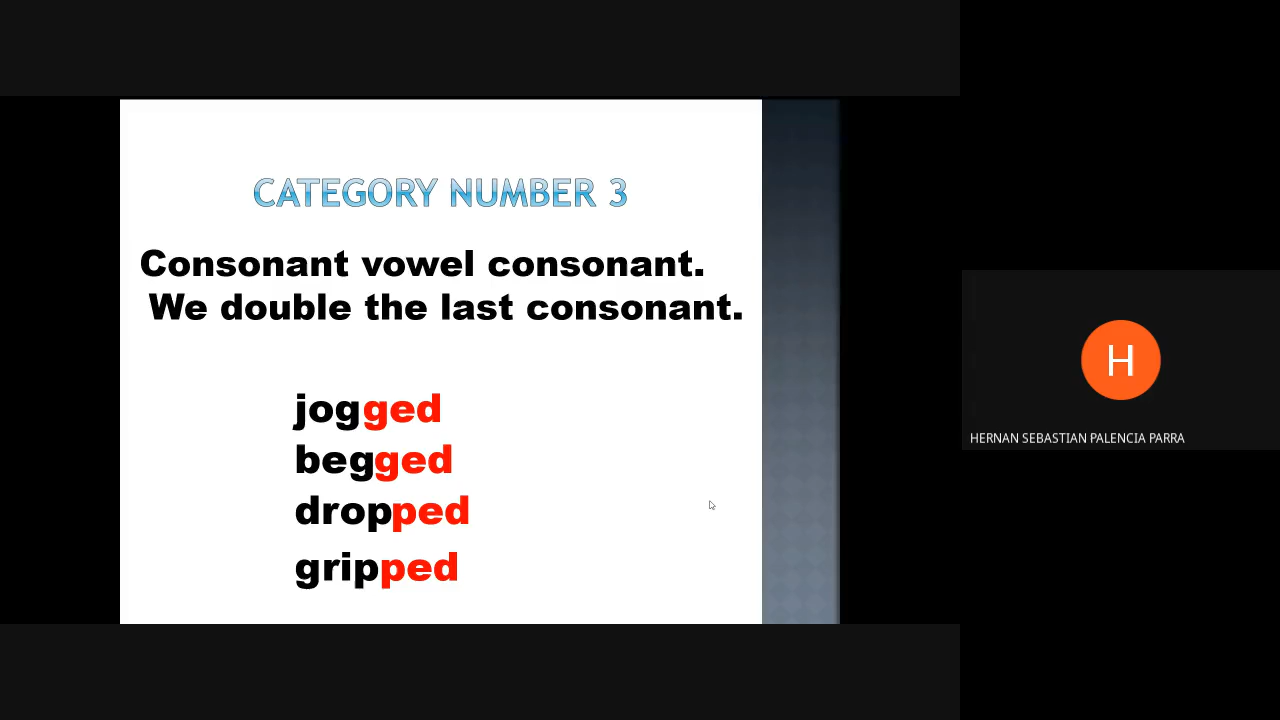 CATEGORY NUMBER 3
Consonant vowel consonant.
We double the last consonant.
jogged
begged
dropped
gripped
H
HERNAN SEBASTIAN PALENCIA PARRA